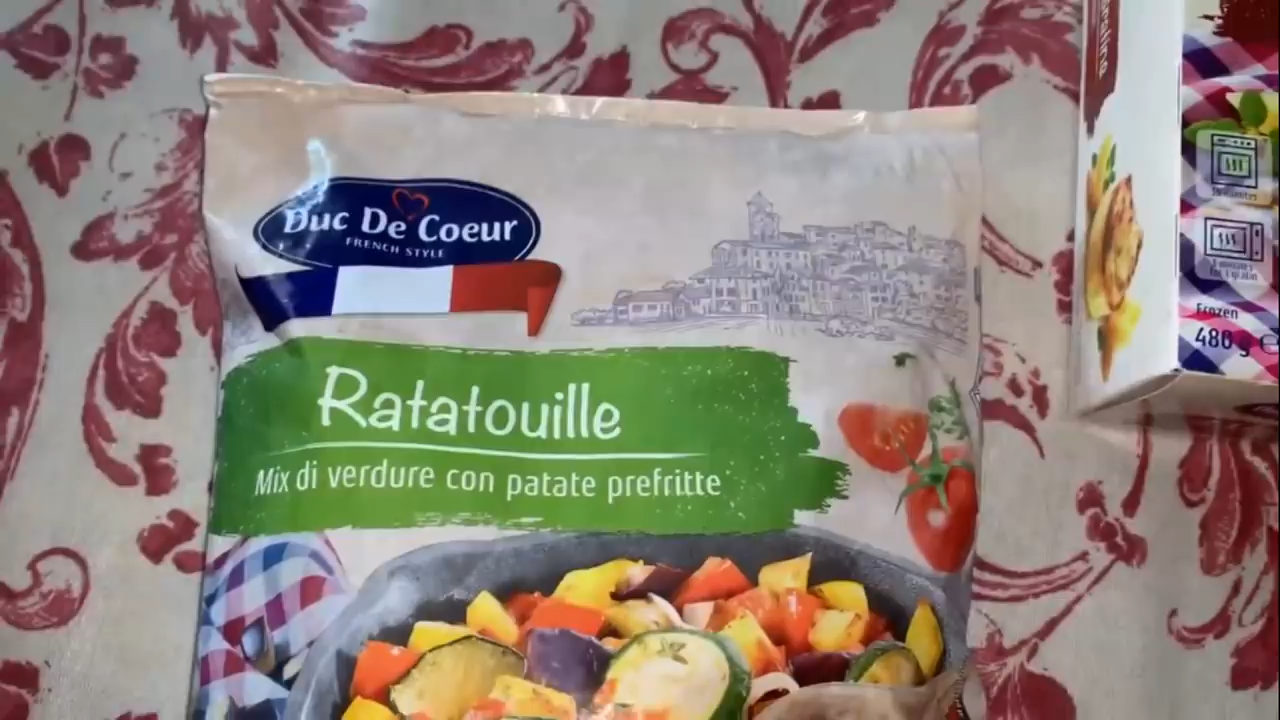 Duc De Coeur
FRENCH STYLE
Ratatouille
Mix di verdure con patate prefritte
Frozen
480 g e